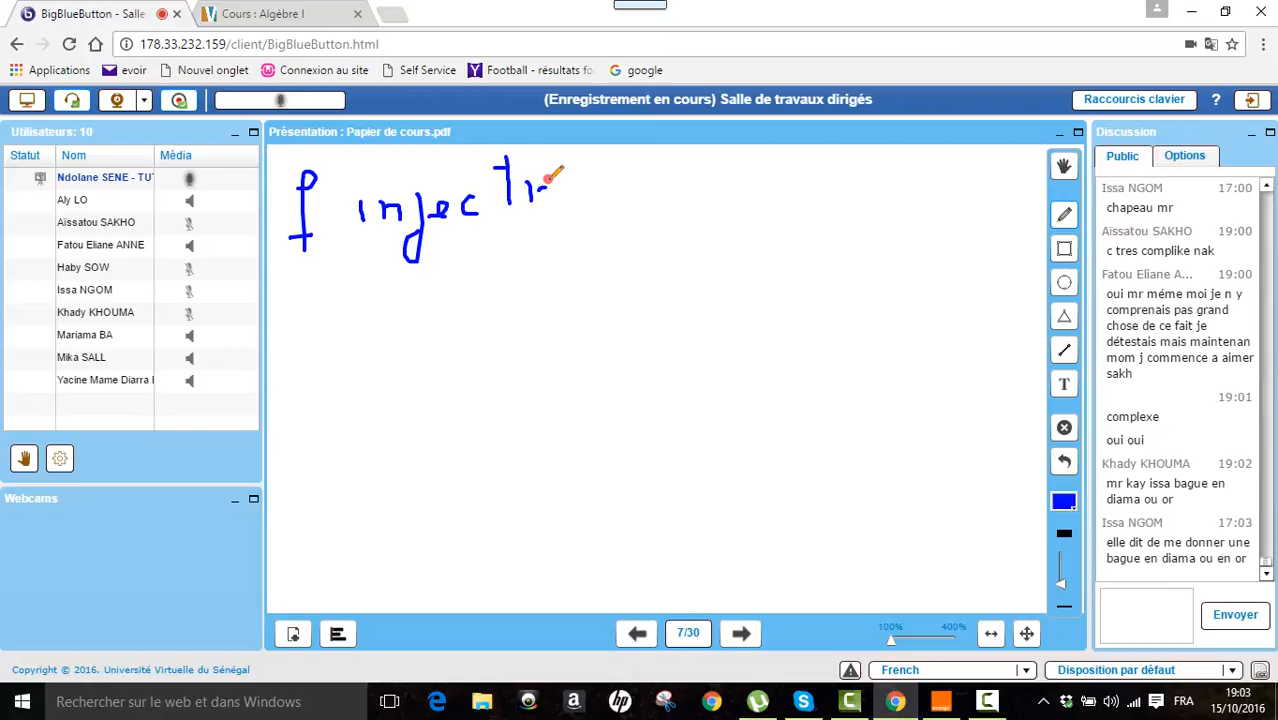 BigBlueButton - Salle
Cours : Algèbre I
178.33.232.159/client/BigBlueButton.html
Applications
evoir
Nouvel onglet
Connexion au site
Self Service
Football - résultats fo
google
(Enregistrement en cours) Salle de travaux dirigés
Raccourcis clavier
?
Utilisateurs: 10
Statut Nom Média
Ndolane SENE - TUT
Aly LO
Aïssatou SAKHO
Fatou Eliane ANNE
Haby SOW
Issa NGOM
Khady KHOUMA
Mariama BA
Mika SALL
Yacine Mame Diarra
Webcams
Présentation : Papier de cours.pdf
f injecti
T
7/30
100% 400%
Discussion
Public Options
Issa NGOM 17:00
chapeau mr
Aïssatou SAKHO 19:00
c tres complike nak
Fatou Eliane A... 19:00
oui mr méme moi je n y
comprenais pas grand
chose de ce fait je
détestais mais maintenan
mom j commence a aimer
sakh
19:01
complexe
oui oui
Khady KHOUMA 19:02
mr kay issa bague en
diama ou or
Issa NGOM 17:03
elle dit de me donner une
bague en diama ou en or
Envoyer
Copyright © 2016. Université Virtuelle du Sénégal
French
Disposition par défaut
Rechercher sur le web et dans Windows
FRA
19:03
15/10/2016